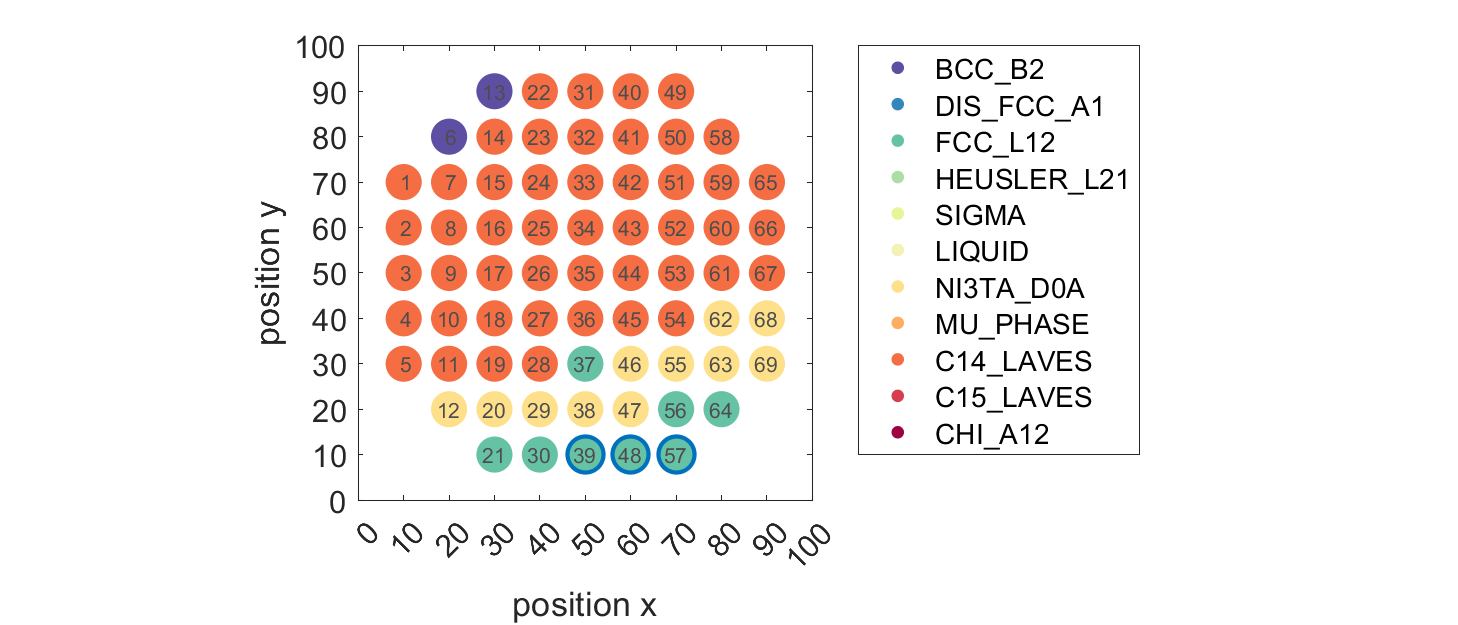 100
90
80
70
60
50
40
30
20
10
0
position y
13 22 31 40 49
6 14 23 32 41 50 58
1 7 15 24 33 42 51 59 65
2 8 16 25 34 43 52 60 66
3 9 17 26 35 44 53 61 67
4 10 18 27 36 45 54 62 68
5 11 19 28 37 46 55 63 69
12 20 29 38 47 56 64
21 30 39 48 57
0 10 20 30 40 50 60 70 80 90 100
position x
BCC_B2
DIS_FCC_A1
FCC_L12
HEUSLER_L21
SIGMA
LIQUID
NI3TA_D0A
MU_PHASE
C14_LAVES
C15_LAVES
CHI_A12